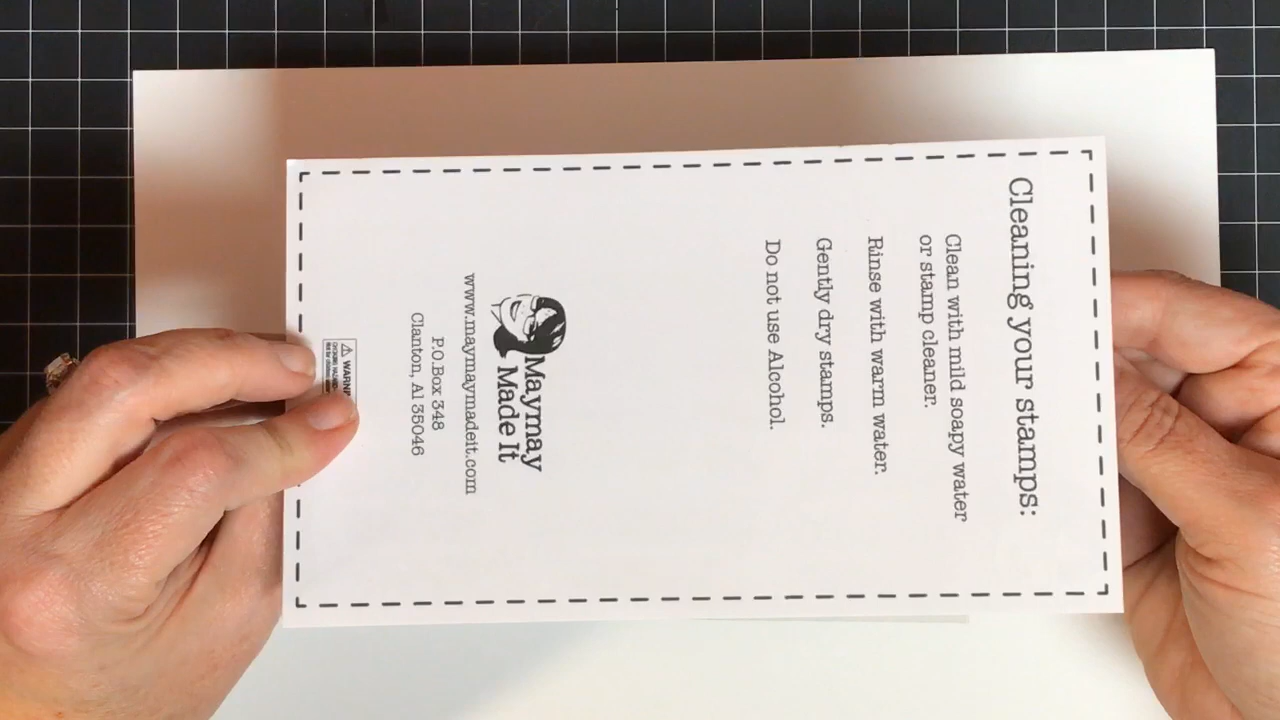 Cleaning your stamps:
Clean with mild soapy water
or stamp cleaner.
Rinse with warm water.
Gently dry stamps.
Do not use Alcohol.
Maymay
Made It
www.maymaymadeit.com
P.O.Box 348
Clanton, Al 35046